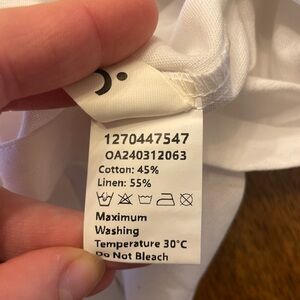 1270447547
OA240312063
Cotton: 45%
Linen: 55%
Maximum
Washing
Temperature 30°C
Do Not Bleach